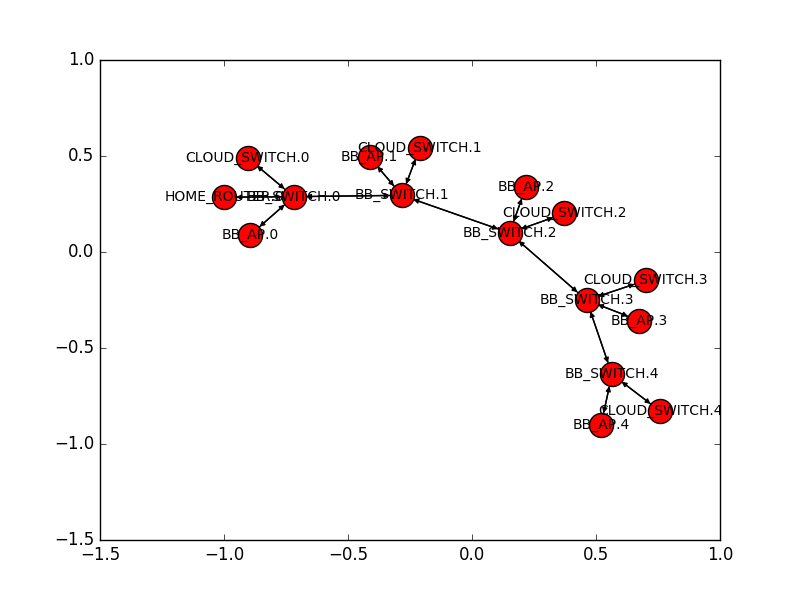 1.0
CLOUD_SWITCH.1
BB_AP.1
CLOUD_SWITCH.0
0.5
BB_AP.2
BB_SWITCH.1
BB_SWITCH.0
CLOUD_SWITCH.2
BB_SWITCH.2
BB_AP.0
0.0
CLOUD_SWITCH.3
BB_SWITCH.3
BB_AP.3
−0.5
BB_SWITCH.4
CLOUD_SWITCH.4
BB_AP.4
−1.0
−1.5
−1.5 −1.0 −0.5 0.0 0.5 1.0